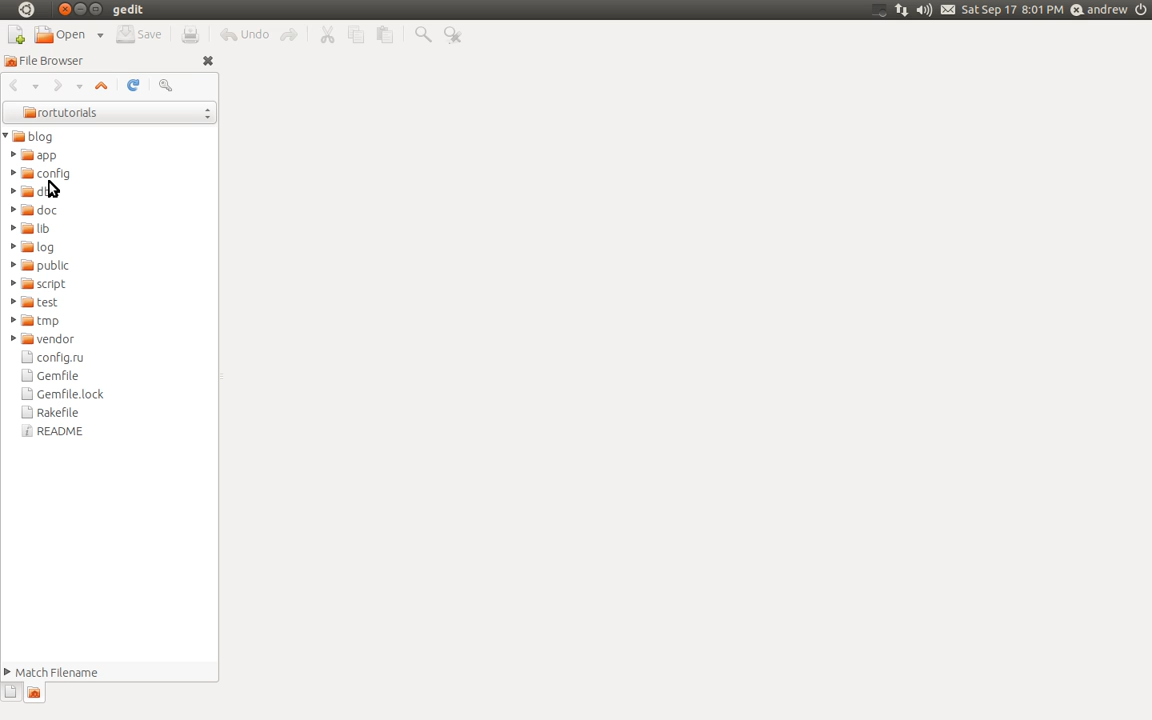 gedit
Sat Sep 17 8:01 PM andrew
Open Save Undo
File Browser
rortutorials
blog
app
config
doc
lib
log
public
script
test
tmp
vendor
config.ru
Gemfile
Gemfile.lock
Rakefile
README
Match Filename